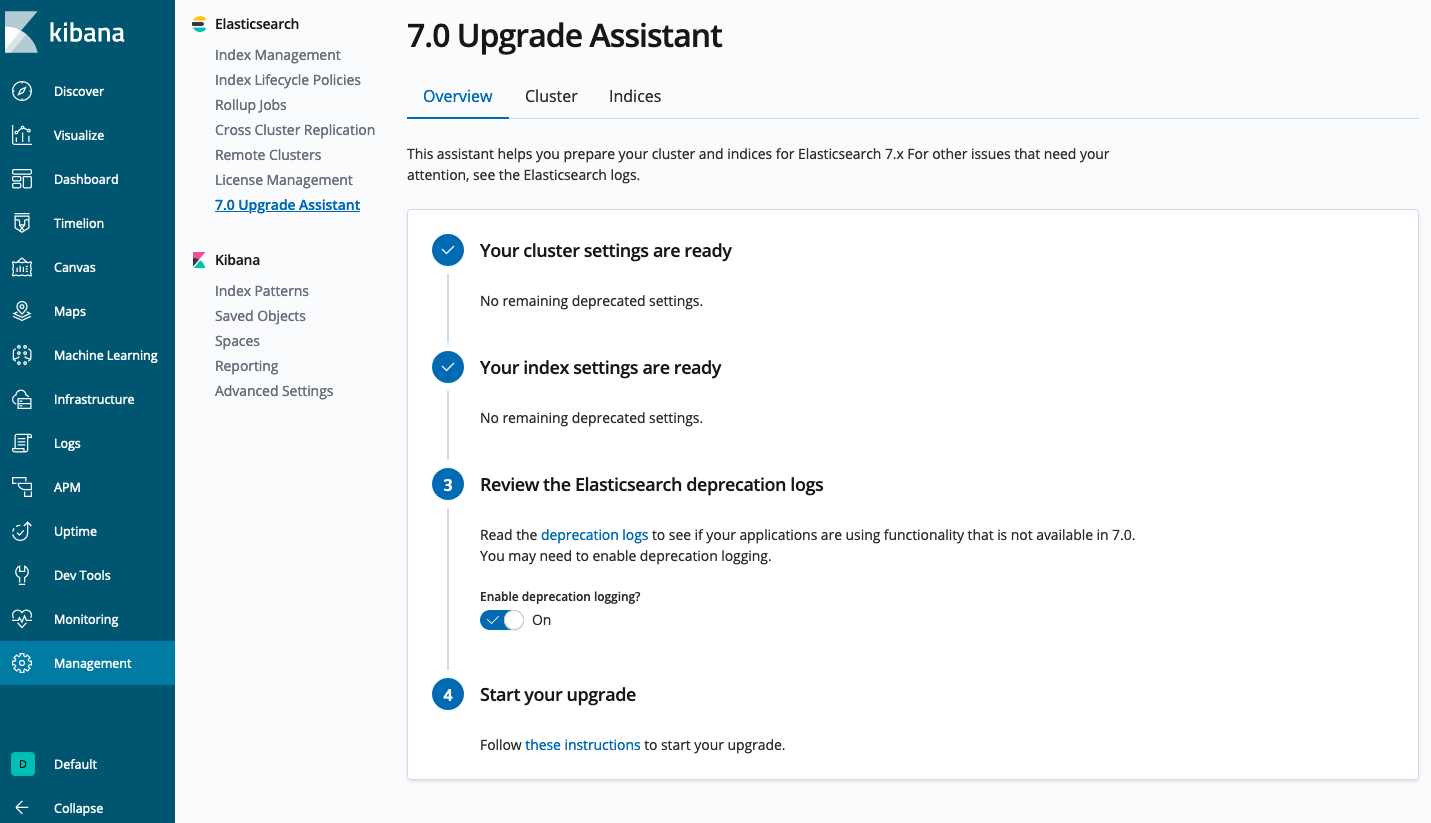 kibana
Discover
Visualize
Dashboard
Timelion
Canvas
Maps
Machine Learning
Infrastructure
Logs
APM
Uptime
Dev Tools
Monitoring
Management
D Default
Collapse
Elasticsearch
Index Management
Index Lifecycle Policies
Rollup Jobs
Cross Cluster Replication
Remote Clusters
License Management
7.0 Upgrade Assistant
Kibana
Index Patterns
Saved Objects
Spaces
Reporting
Advanced Settings
7.0 Upgrade Assistant
Overview Cluster Indices
This assistant helps you prepare your cluster and indices for Elasticsearch 7.x For other issues that need your
attention, see the Elasticsearch logs.
Your cluster settings are ready
No remaining deprecated settings.
Your index settings are ready
No remaining deprecated settings.
3 Review the Elasticsearch deprecation logs
Read the deprecation logs to see if your applications are using functionality that is not available in 7.0.
You may need to enable deprecation logging.
Enable deprecation logging?
On
4 Start your upgrade
Follow these instructions to start your upgrade.